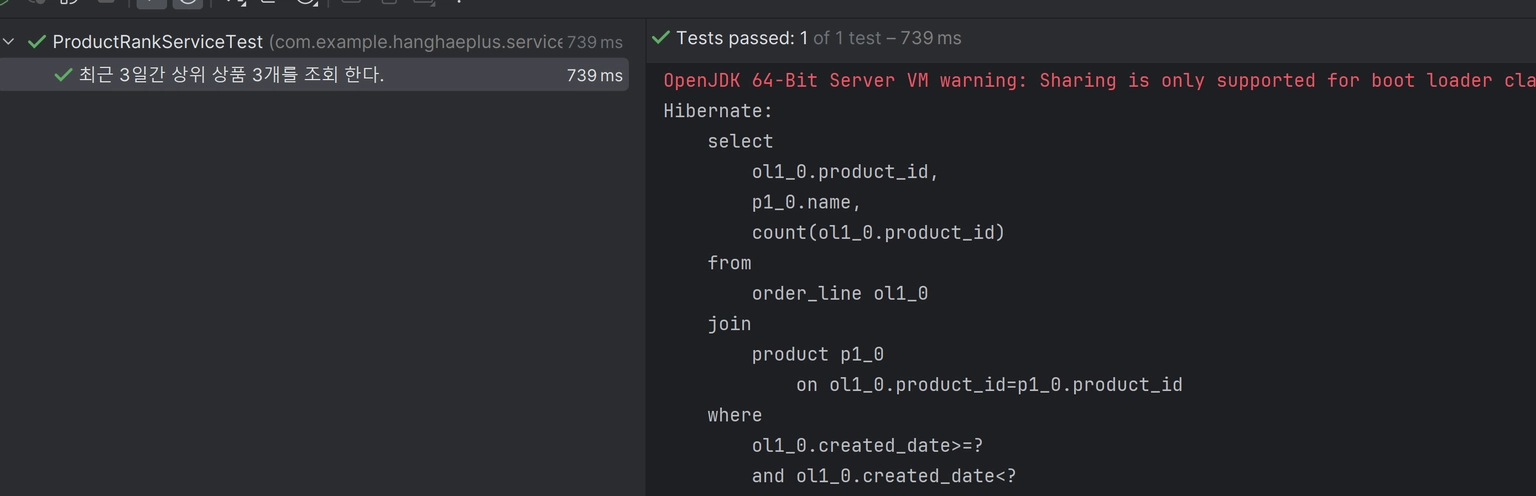 ProductRankServiceTest (com.example.hanghaeplus.service 739 ms
최근 3일간 상위 상품 3개를 조회 한다. 739 ms
Tests passed: 1 of 1 test – 739 ms
OpenJDK 64-Bit Server VM warning: Sharing is only supported for boot loader cla
Hibernate:
select
ol1_0.product_id,
p1_0.name,
count(ol1_0.product_id)
from
order_line ol1_0
join
product p1_0
on ol1_0.product_id=p1_0.product_id
where
ol1_0.created_date>=?
and ol1_0.created_date<?